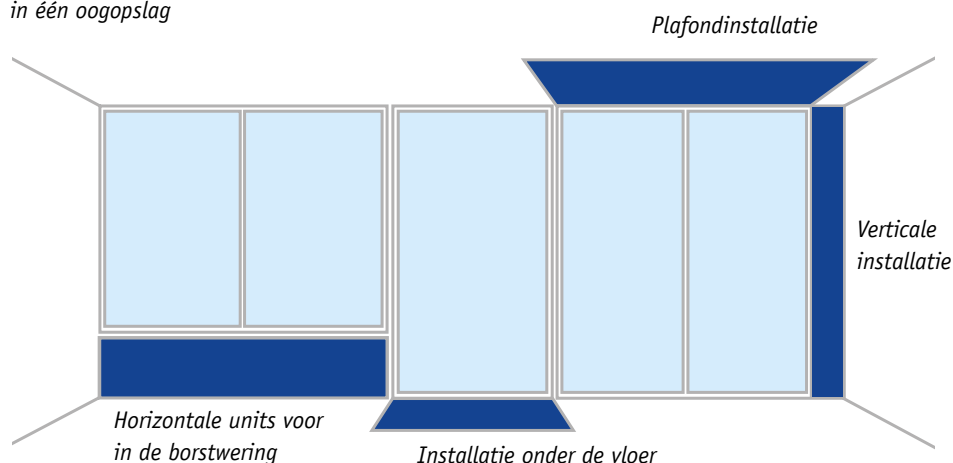 in één oogopslag
Plafondinstallatie
Verticale
installatie
Horizontale units voor
in de borstwering
Installatie onder de vloer